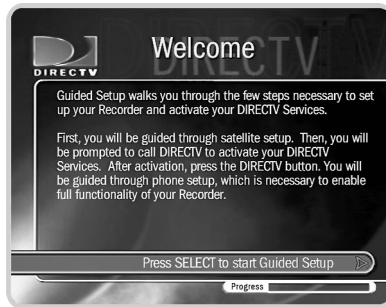 DIRECTV
Welcome
DIRECTV
Guided Setup walks you through the few steps necessary to set
up your Recorder and activate your DIRECTV Services.
First, you will be guided through satellite setup. Then, you will
be prompted to call DIRECTV to activate your DIRECTV
Services. After activation, press the DIRECTV button. You will
be guided through phone setup, which is necessary to enable
full functionality of your Recorder.
Press SELECT to start Guided Setup
Progress